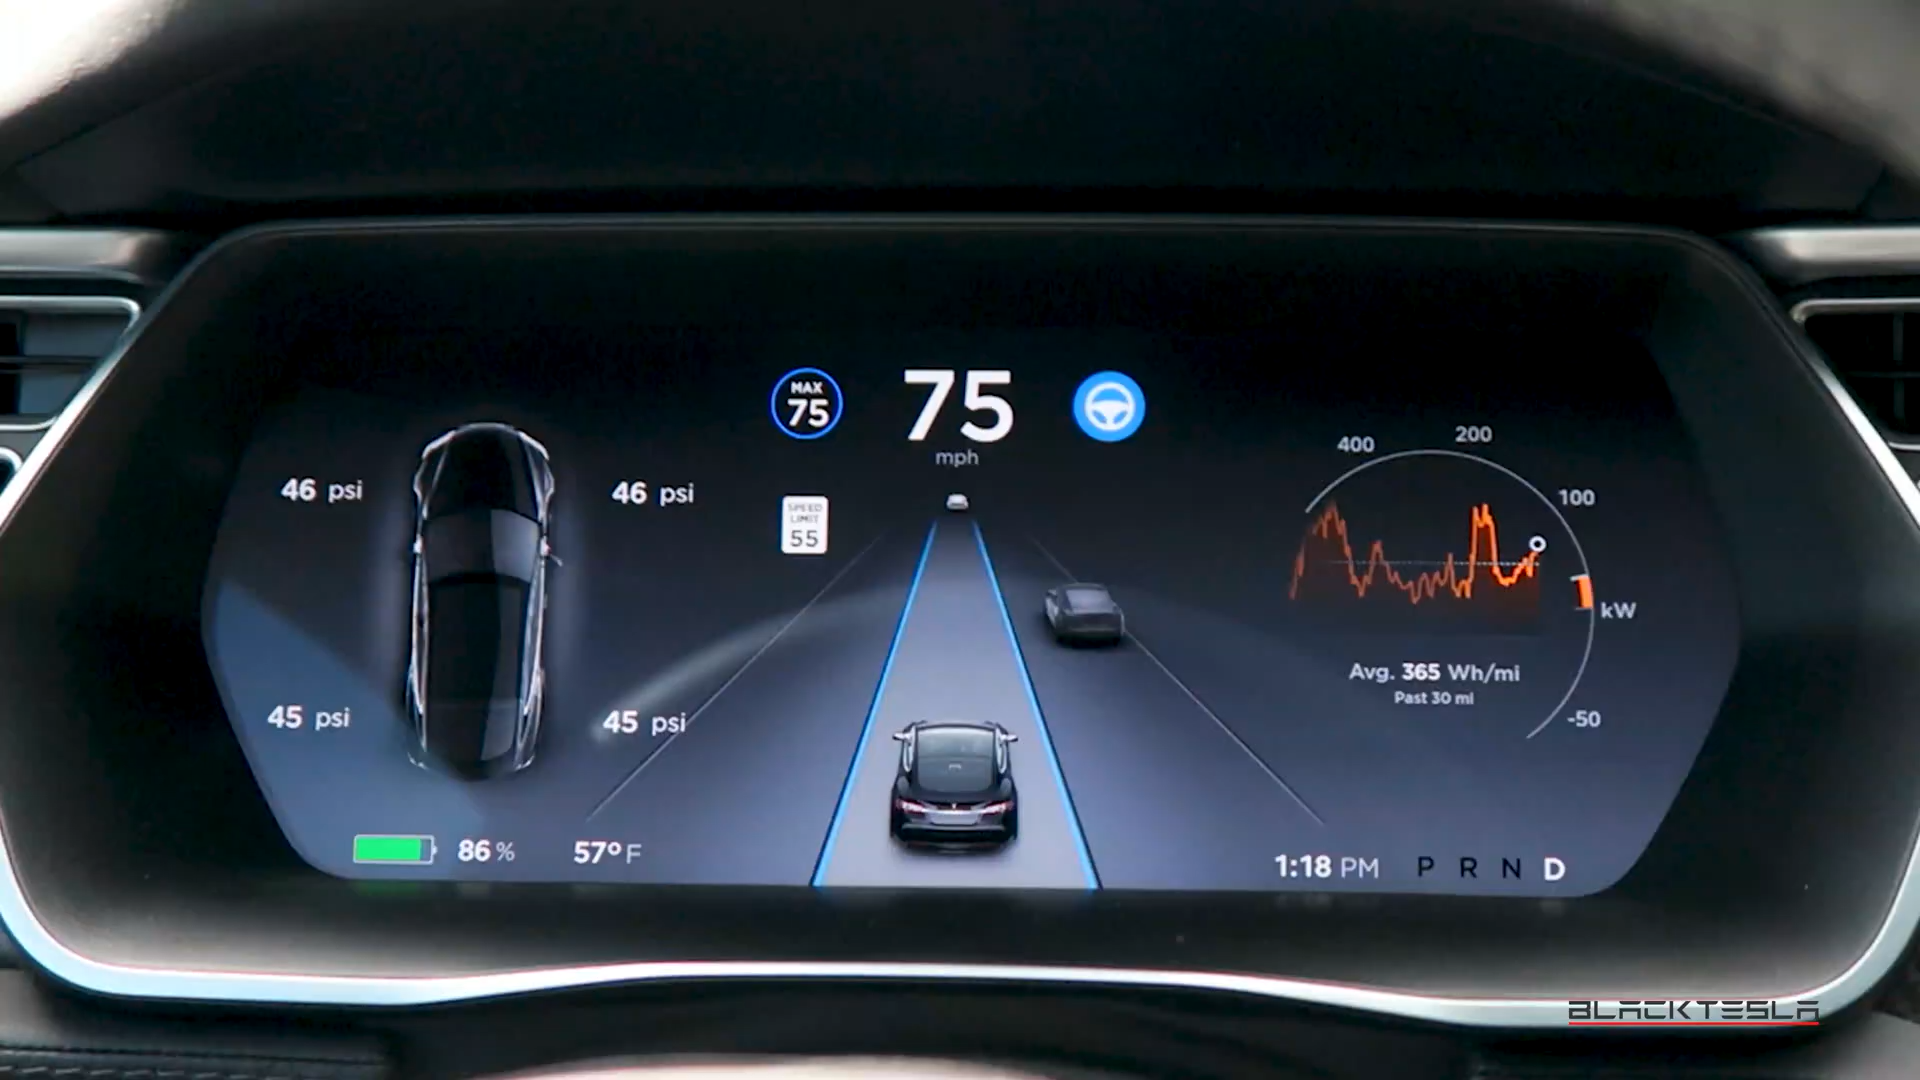 MAX
75
75
mph
SPEED
LIMIT
55
46 psi
46 psi
45 psi
45 psi
86 %
57° F
400
200
100
kW
-50
Avg. 365 Wh/mi
Past 30 mi
1:18 PM
P R N D
BLACKTESLA